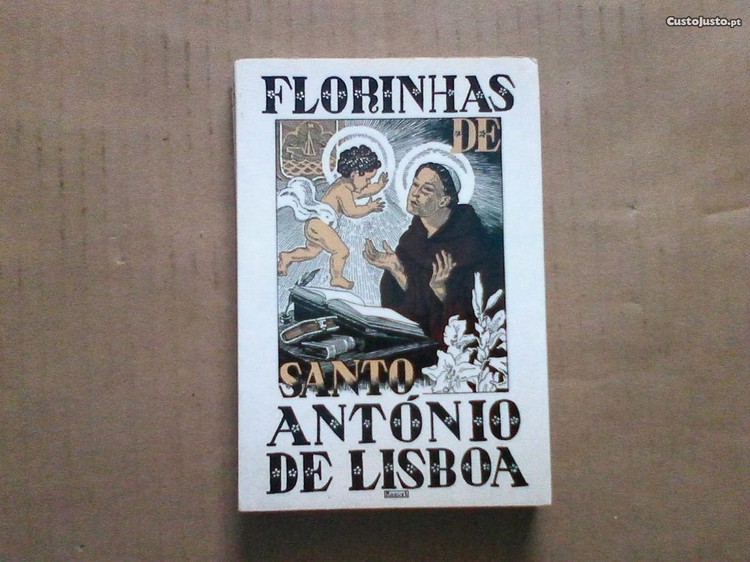 CustoJusto.pt
FLORINHAS
DE
SANTO
ANTÓNIO
DE LISBOA